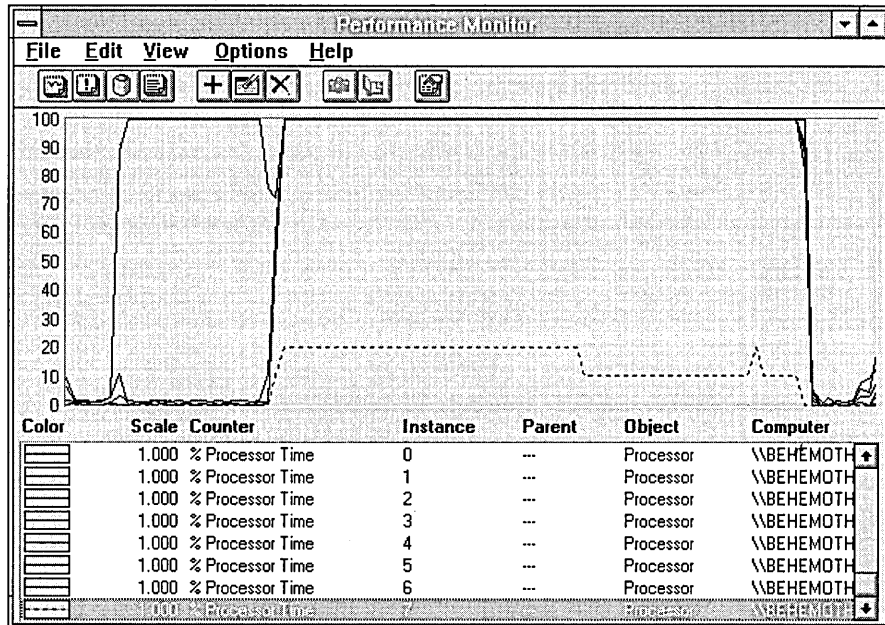 Performance Monitor
File Edit View Options Help
100
90
80
70
60
50
40
30
20
10
0
Color Scale Counter Instance Parent Object Computer
1.000 % Processor Time 0 --- Processor \\BEHEMOTH
1.000 % Processor Time 1 --- Processor \\BEHEMOTH
1.000 % Processor Time 2 --- Processor \\BEHEMOTH
1.000 % Processor Time 3 --- Processor \\BEHEMOTH
1.000 % Processor Time 4 --- Processor \\BEHEMOTH
1.000 % Processor Time 5 --- Processor \\BEHEMOTH
1.000 % Processor Time 6 --- Processor \\BEHEMOTH
1.000 % Processor Time 7 --- Processor \\BEHEMOTH